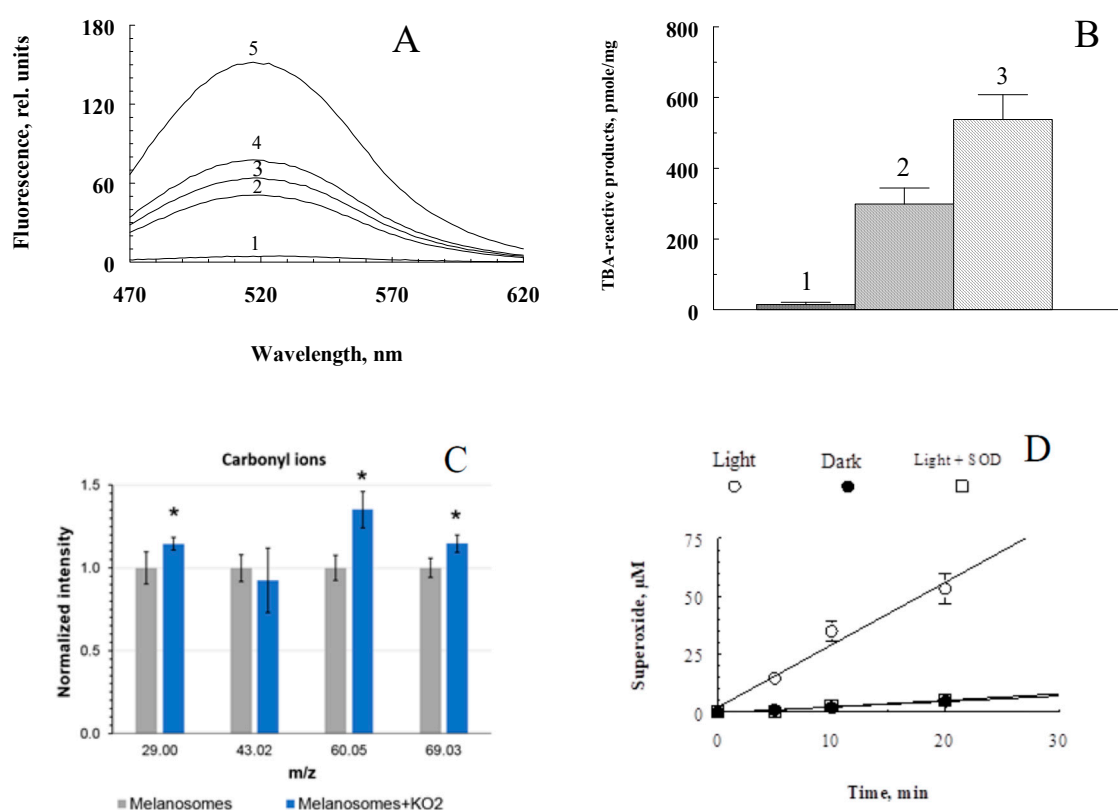 A
Fluorescence, rel. units
180
120
60
0
5
4
3
2
1
470
520
570
620
Wavelength, nm
B
TBA-reactive products, pmole/mg
800
600
400
200
0
1
2
3
C
Carbonyl ions
Normalized intensity
1.5
1.0
0.5
0.0
*
*
*
29.00
43.02
60.05
69.03
m/z
Melanosomes
Melanosomes+KO2
D
Light
Dark
Light + SOD
Superoxide, µM
75
50
25
0
0
10
20
30
Time, min